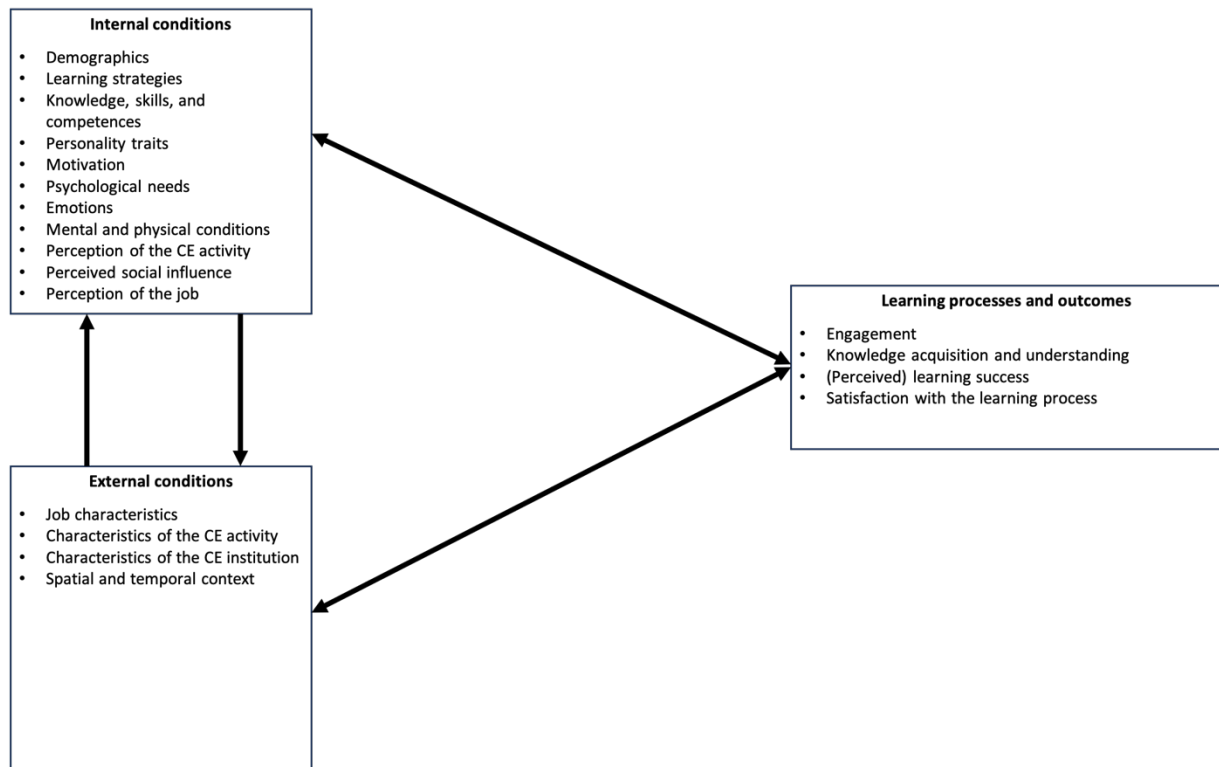 Internal conditions
• Demographics
• Learning strategies
• Knowledge, skills, and
competences
• Personality traits
• Motivation
• Psychological needs
• Emotions
• Mental and physical conditions
• Perception of the CE activity
• Perceived social influence
• Perception of the job
Learning processes and outcomes
• Engagement
• Knowledge acquisition and understanding
• (Perceived) learning success
• Satisfaction with the learning process
External conditions
• Job characteristics
• Characteristics of the CE activity
• Characteristics of the CE institution
• Spatial and temporal context